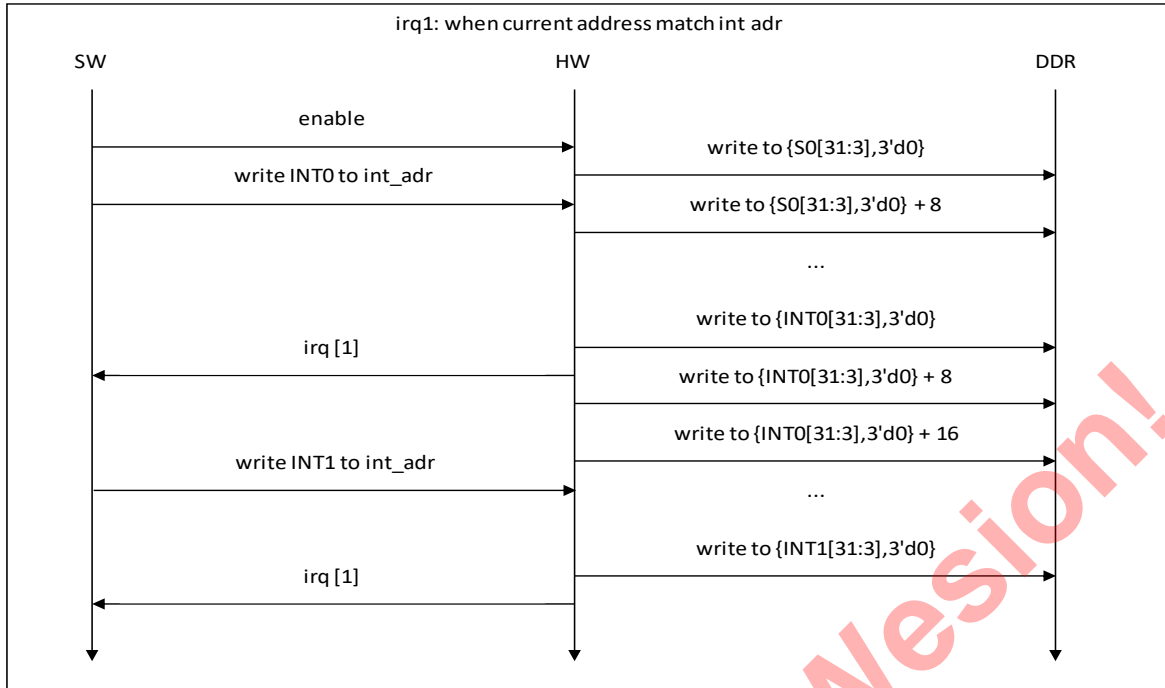 irq1: when current address match int adr
SW HW DDR
enable
write to {S0[31:3],3'd0}
write INT0 to int_adr
write to {S0[31:3],3'd0} + 8
...
write to {INT0[31:3],3'd0}
irq [1]
write to {INT0[31:3],3'd0} + 8
write to {INT0[31:3],3'd0} + 16
write INT1 to int_adr
...
write to {INT1[31:3],3'd0}
irq [1]
Wesion!